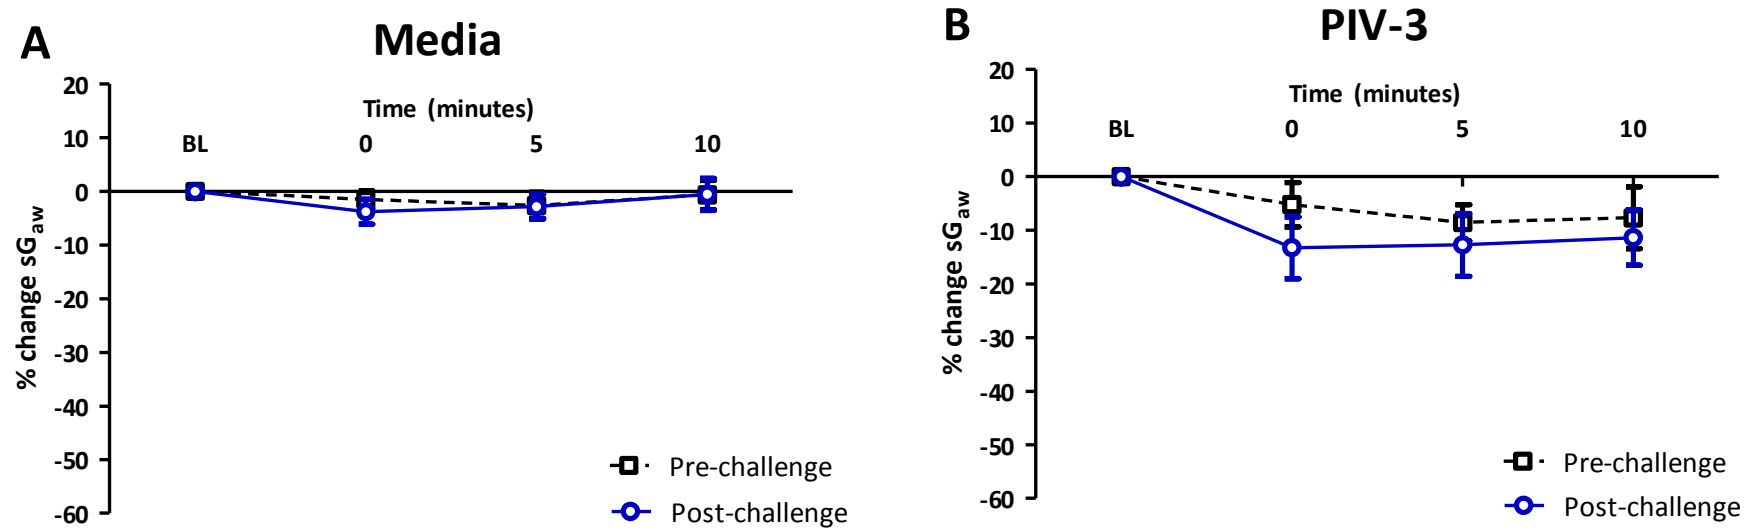 A
Media
20
Time (minutes)
10
BL 0 5 10
0
-10
-20
-30
-40
-50
-60
% change sGaw
Pre-challenge
Post-challenge
B
PIV-3
20
Time (minutes)
10
BL 0 5 10
0
-10
-20
-30
-40
-50
-60
% change sGaw
Pre-challenge
Post-challenge